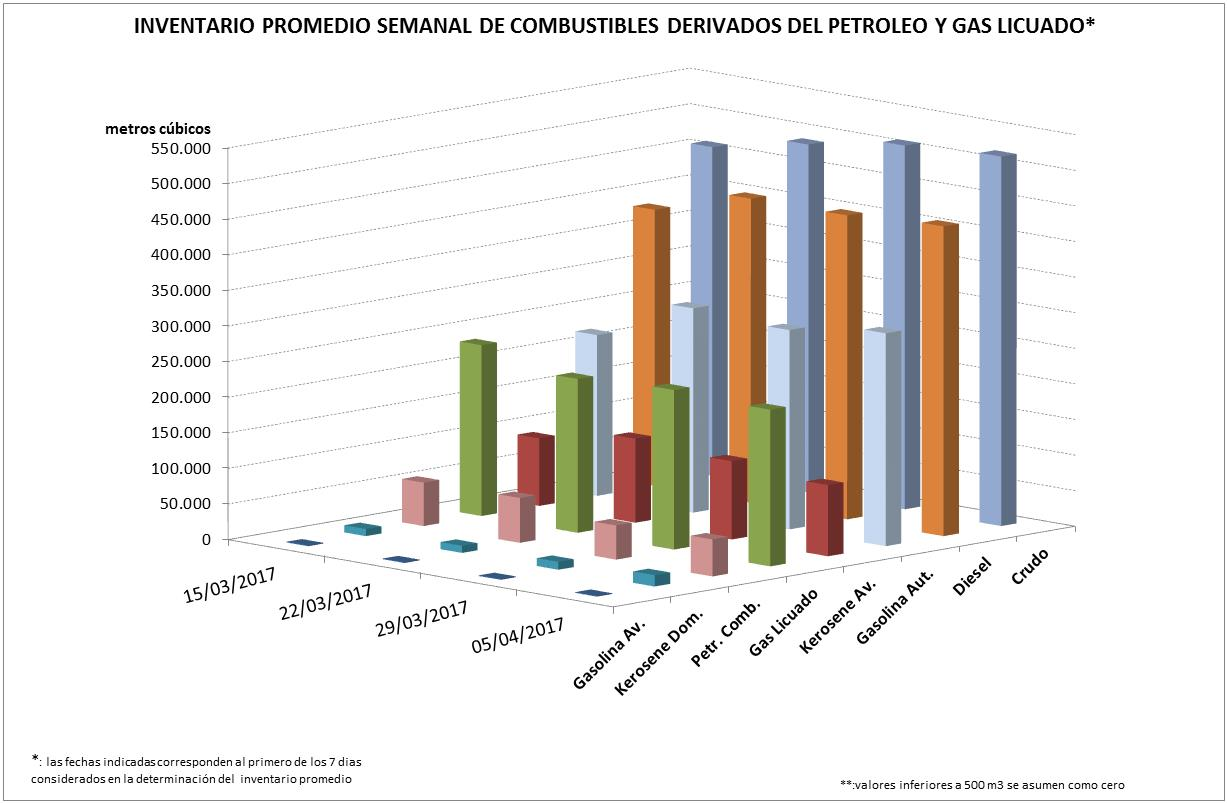 INVENTARIO PROMEDIO SEMANAL DE COMBUSTIBLES DERIVADOS DEL PETROLEO Y GAS LICUADO*
metros cúbicos
550.000
500.000
450.000
400.000
350.000
300.000
250.000
200.000
150.000
100.000
50.000
0
15/03/2017
22/03/2017
29/03/2017
05/04/2017
Gasolina Av.
Kerosene Dom.
Petr. Comb.
Gas Licuado
Kerosene Av.
Gasolina Aut.
Diesel
Crudo
*: las fechas indicadas corresponden al primero de los 7 dias
considerados en la determinación del inventario promedio
**:valores inferiores a 500 m3 se asumen como cero